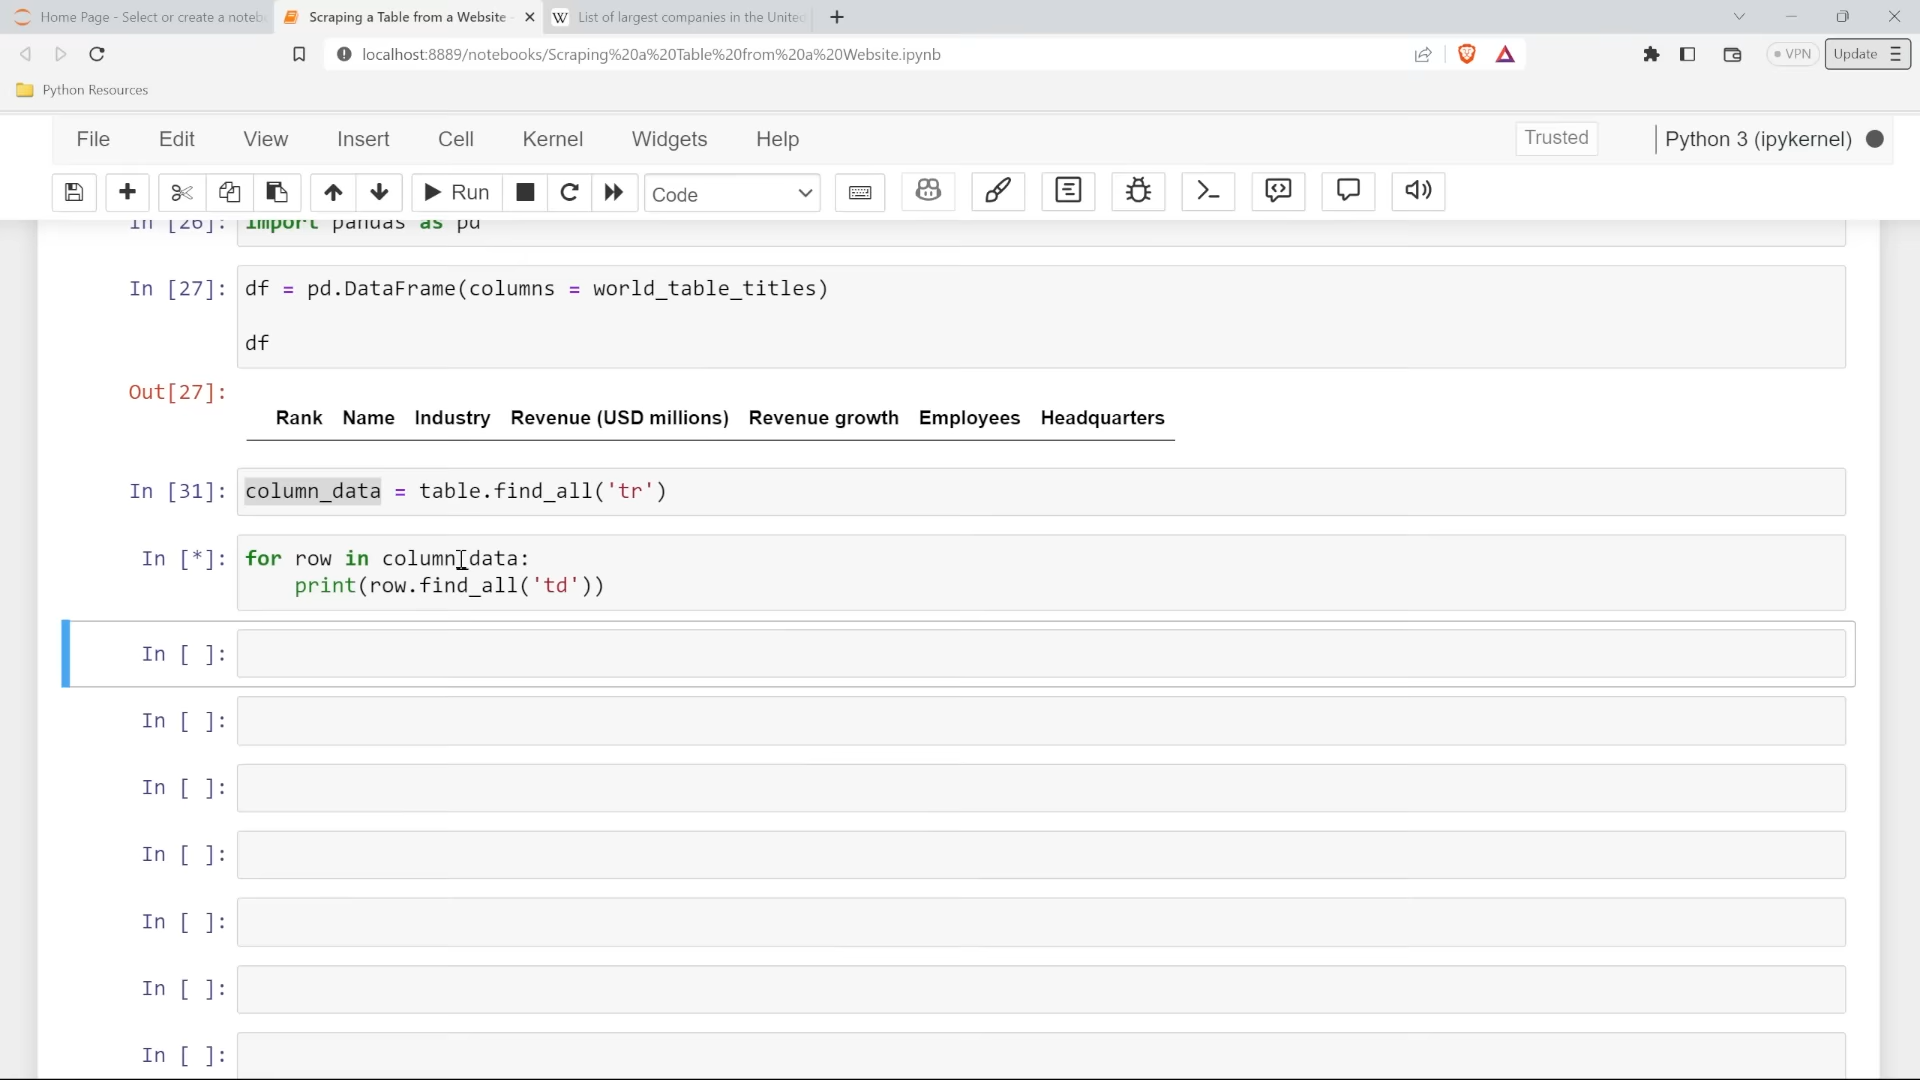 Home Page - Select or create a noteb
Scraping a Table from a Website
W List of largest companies in the United
localhost:8889/notebooks/Scraping%20a%20Table%20from%20a%20Website.ipynb
VPN
Update
Python Resources
File Edit View Insert Cell Kernel Widgets Help
Trusted
Python 3 (ipykernel)
Run
Code
In [26]: import pandas as pd
In [27]: df = pd.DataFrame(columns = world_table_titles)
df
Out[27]:
Rank Name Industry Revenue (USD millions) Revenue growth Employees Headquarters
In [31]: column_data = table.find_all('tr')
In [*]: for row in column_data:
print(row.find_all('td'))
In [ ]:
In [ ]:
In [ ]:
In [ ]:
In [ ]:
In [ ]:
In [ ]: